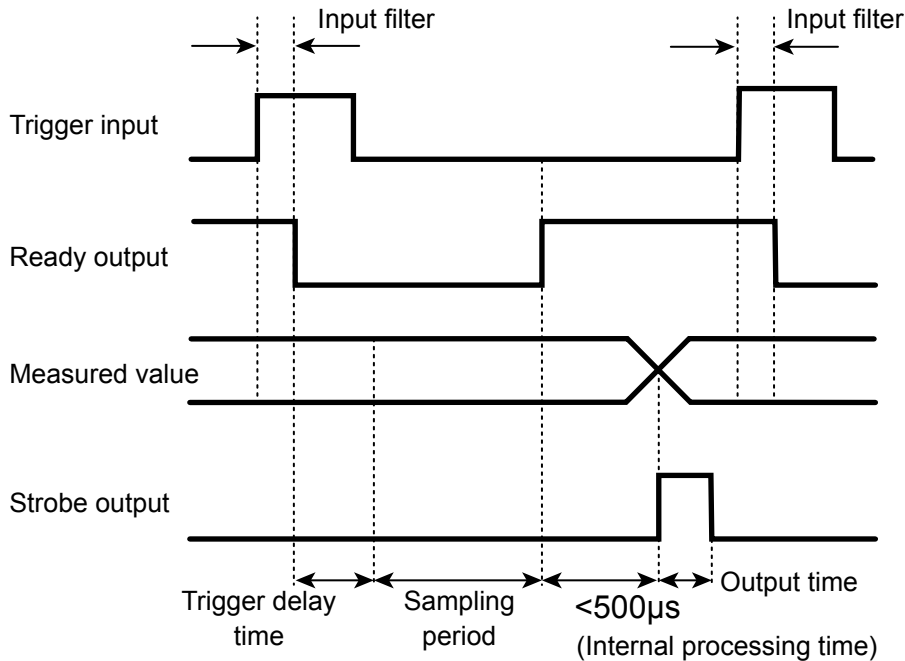 Input filter
Input filter
Trigger input
Ready output
Measured value
Strobe output
Trigger delay
time
Sampling
period
<500µs
(Internal processing time)
Output time